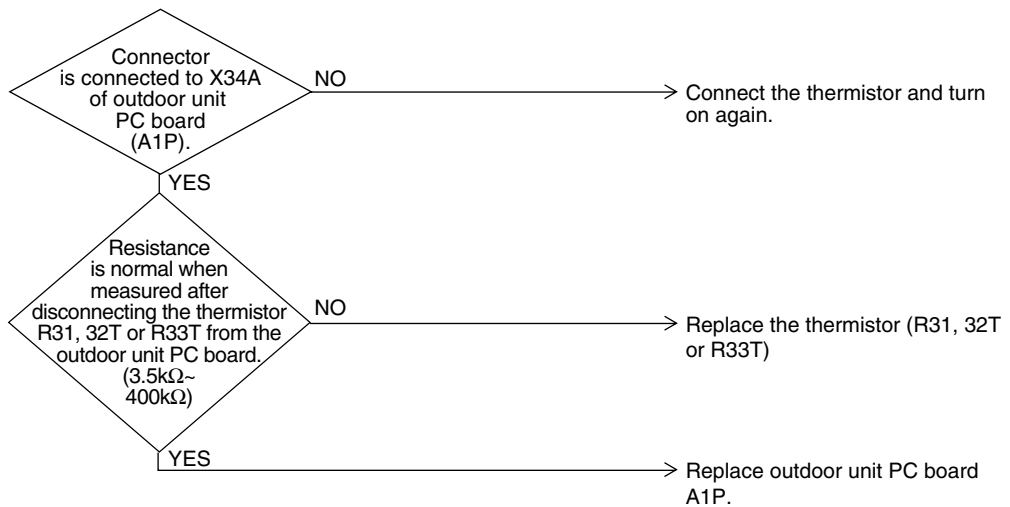 Connector
is connected to X34A
of outdoor unit
PC board
(A1P).
NO
Connect the thermistor and turn
on again.
YES
Resistance
is normal when
measured after
disconnecting the thermistor
R31, 32T or R33T from the
outdoor unit PC board.
(3.5kΩ~
400kΩ)
NO
Replace the thermistor (R31, 32T
or R33T)
YES
Replace outdoor unit PC board
A1P.